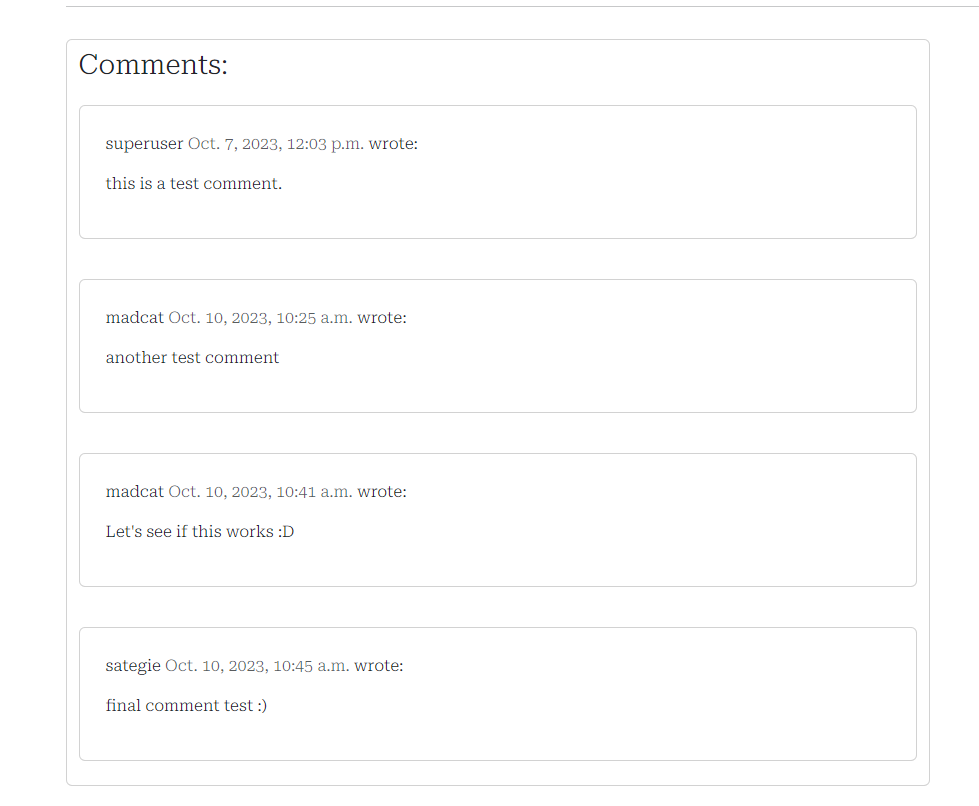 Comments:
superuser Oct. 7, 2023, 12:03 p.m. wrote:
this is a test comment.
madcat Oct. 10, 2023, 10:25 a.m. wrote:
another test comment
madcat Oct. 10, 2023, 10:41 a.m. wrote:
Let's see if this works :D
sategie Oct. 10, 2023, 10:45 a.m. wrote:
final comment test :)